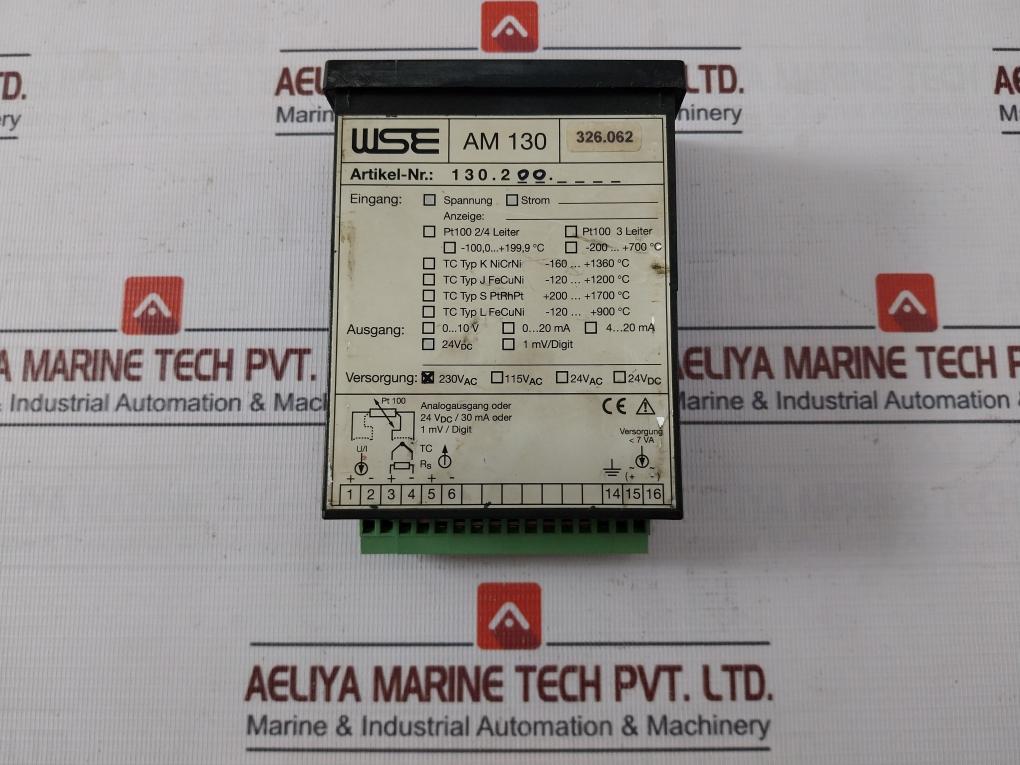 AELIYA MARINE TECH PVT. LTD.
Marine & Industrial Automation & Machinery
WSE AM 130 326.062
Artikel-Nr.: 130.200._ _ _ _
Eingang: Spannung Strom
Anzeige:
Pt100 2/4 Leiter Pt100 3 Leiter
-100,0...+199,9 °C -200 ... +700 °C
TC Typ K NiCrNi -160 ... +1360 °C
TC Typ J FeCuNi -120 ... +1200 °C
TC Typ S PtRhPt +200 ... +1700 °C
TC Typ L FeCuNi -120 ... +900 °C
Ausgang: 0...10 V 0...20 mA 4...20 mA
24VDC 1 mV/Digit
Versorgung: 230VAC 115VAC 24VAC 24VDC
Pt 100
Analogausgang oder
24 VDC / 30 mA oder
1 mV / Digit
CE
Versorgung
< 7 VA
U/I TC
RS
+ - + - + - ~ ~
(+ -)
1 2 3 4 5 6 14 15 16
D.
ry
A MARINE TECH PVT.
& Industrial Automation & Mach
AELIYA MARINE TECH PVT. L
Marine & Industrial Automation &
AELIYA MARINE TECH PVT. LTD.
Marine & Industrial Automation & Machinery